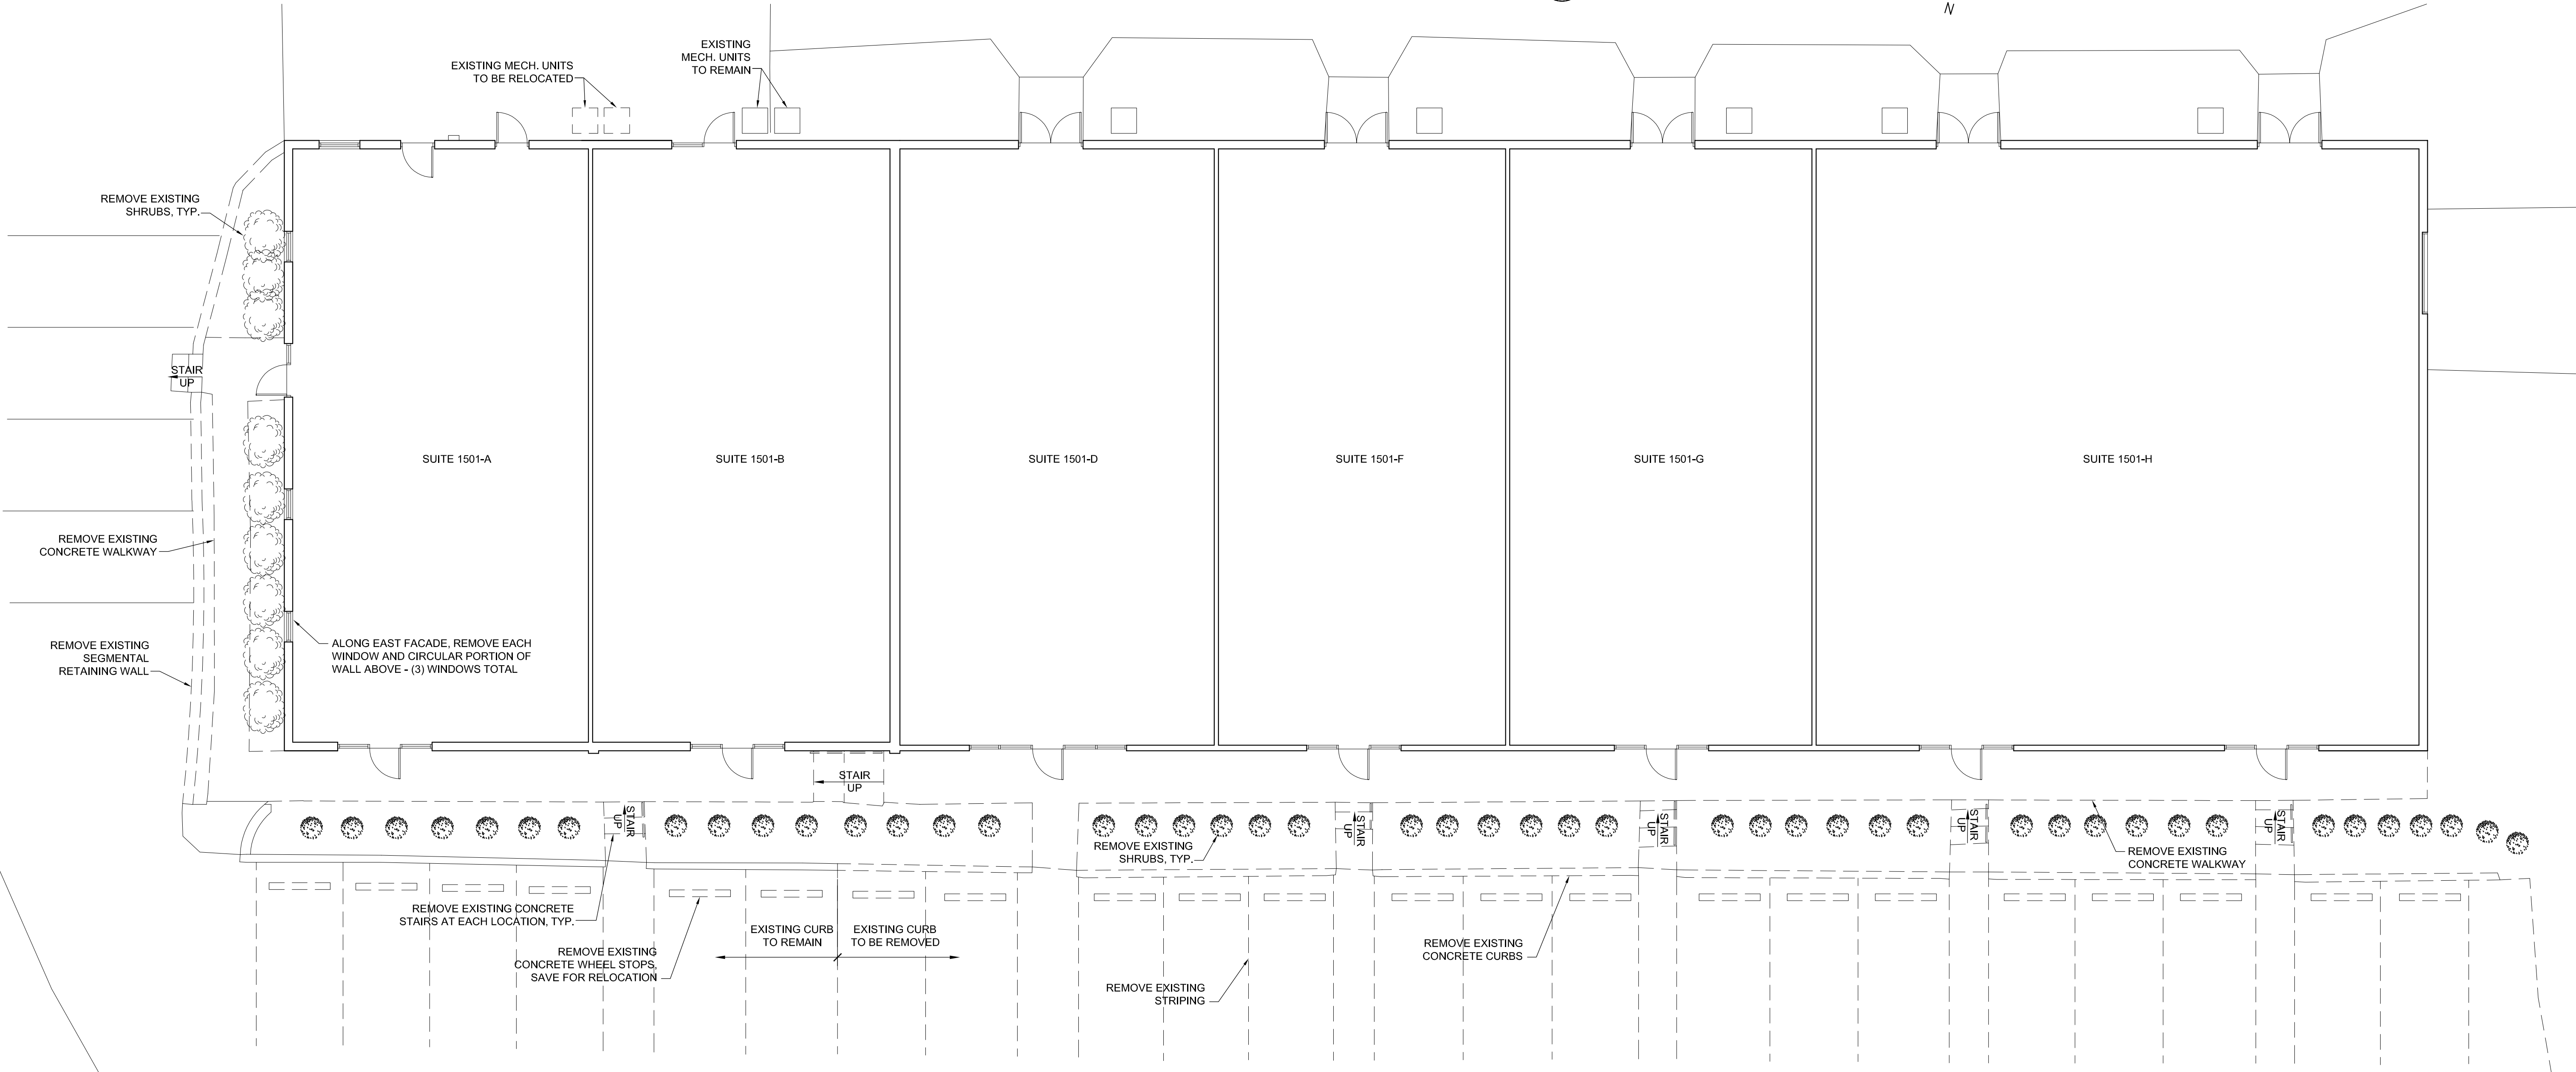 N
EXISTING MECH. UNITS
TO BE RELOCATED
EXISTING
MECH. UNITS
TO REMAIN
REMOVE EXISTING
SHRUBS, TYP.
STAIR
UP
SUITE 1501-A
SUITE 1501-B
SUITE 1501-D
SUITE 1501-F
SUITE 1501-G
SUITE 1501-H
REMOVE EXISTING
CONCRETE WALKWAY
REMOVE EXISTING
SEGMENTAL
RETAINING WALL
ALONG EAST FACADE, REMOVE EACH
WINDOW AND CIRCULAR PORTION OF
WALL ABOVE - (3) WINDOWS TOTAL
STAIR
UP
STAIR
UP
STAIR
UP
STAIR
UP
STAIR
UP
STAIR
UP
REMOVE EXISTING
SHRUBS, TYP.
REMOVE EXISTING
CONCRETE WALKWAY
REMOVE EXISTING CONCRETE
STAIRS AT EACH LOCATION, TYP.
REMOVE EXISTING
CONCRETE WHEEL STOPS,
SAVE FOR RELOCATION
EXISTING CURB
TO REMAIN
EXISTING CURB
TO BE REMOVED
REMOVE EXISTING
STRIPING
REMOVE EXISTING
CONCRETE CURBS